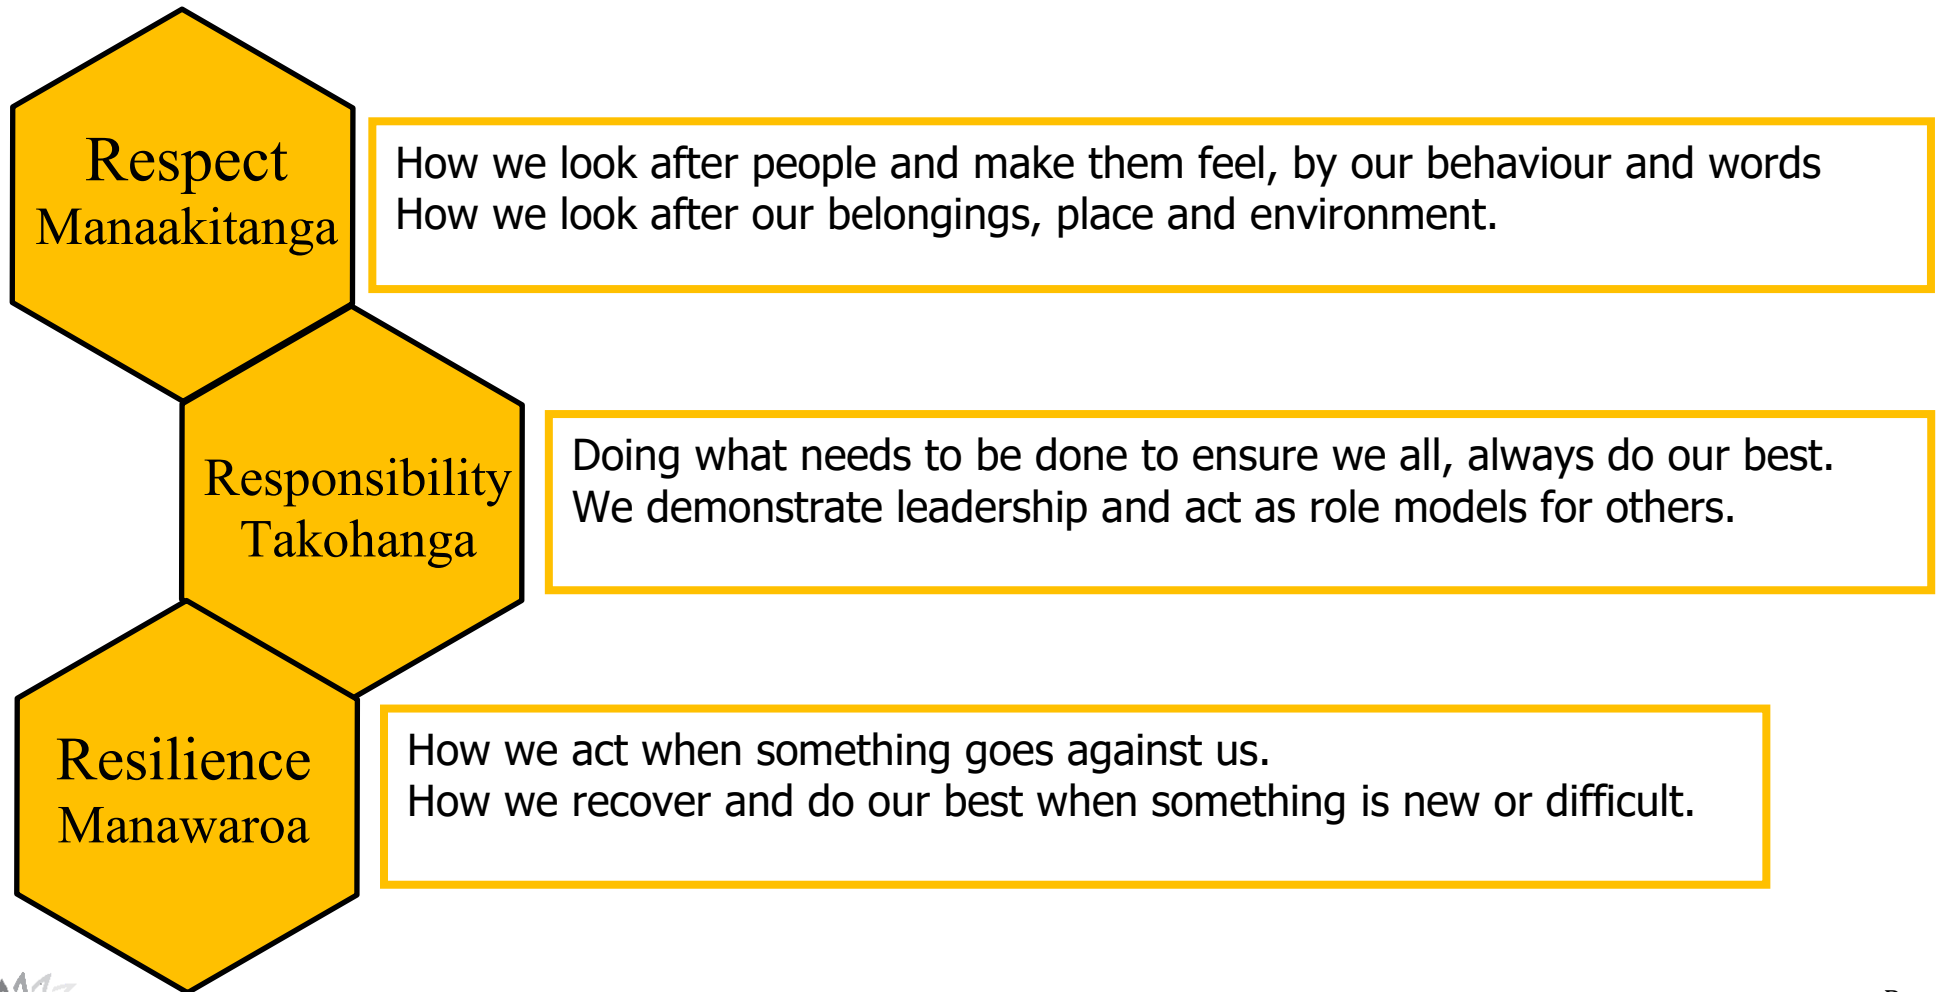 Respect
Manaakitanga
How we look after people and make them feel, by our behaviour and words
How we look after our belongings, place and environment.
Responsibility
Takohanga
Doing what needs to be done to ensure we all, always do our best.
We demonstrate leadership and act as role models for others.
Resilience
Manawaroa
How we act when something goes against us.
How we recover and do our best when something is new or difficult.